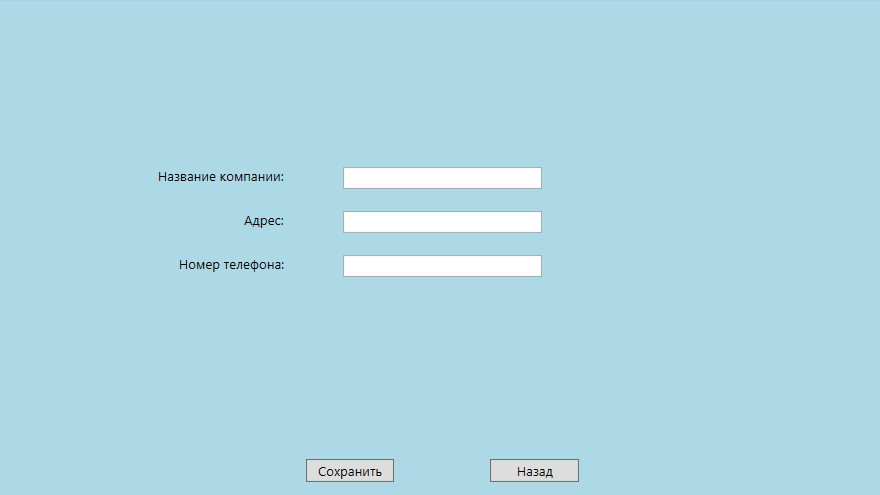 Название компании:
Адрес:
Номер телефона:
Сохранить Назад